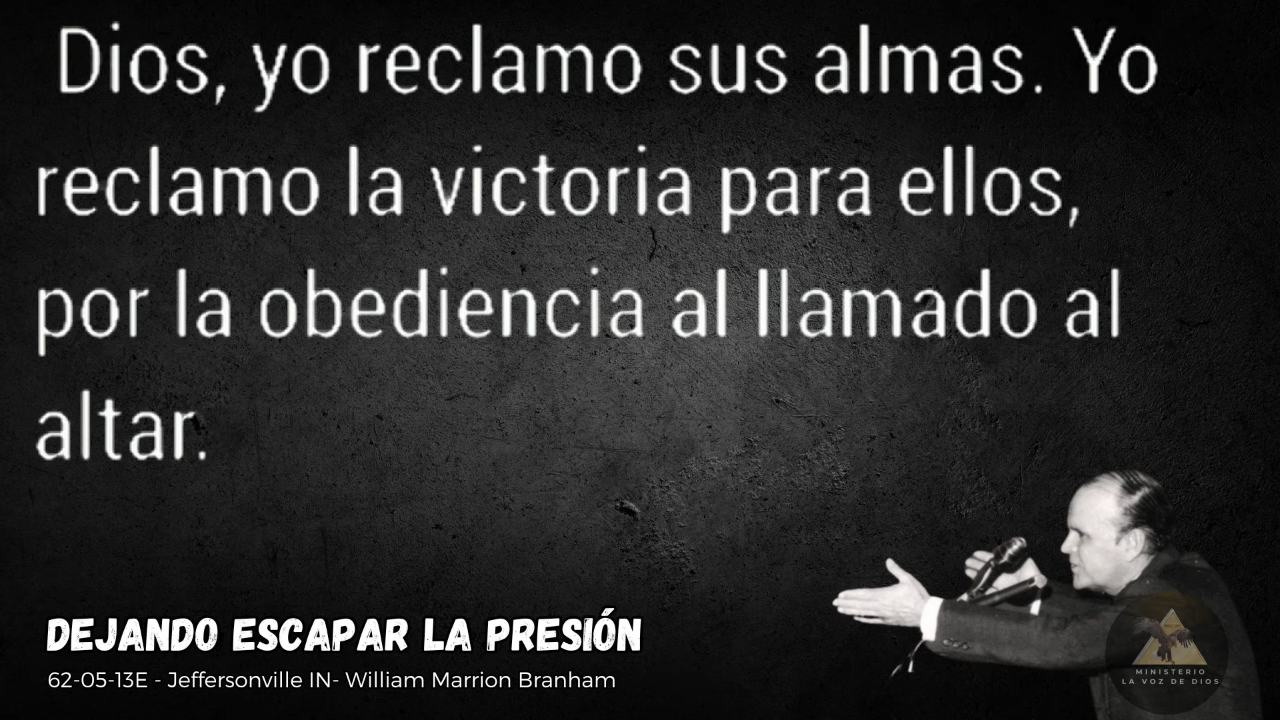 Dios, yo reclamo sus almas. Yo
reclamo la victoria para ellos,
por la obediencia al llamado al
altar.
DEJANDO ESCAPAR LA PRESIÓN
62-05-13E - Jeffersonville IN- William Marrion Branham
MINISTERIO
LA VOZ DE DIOS